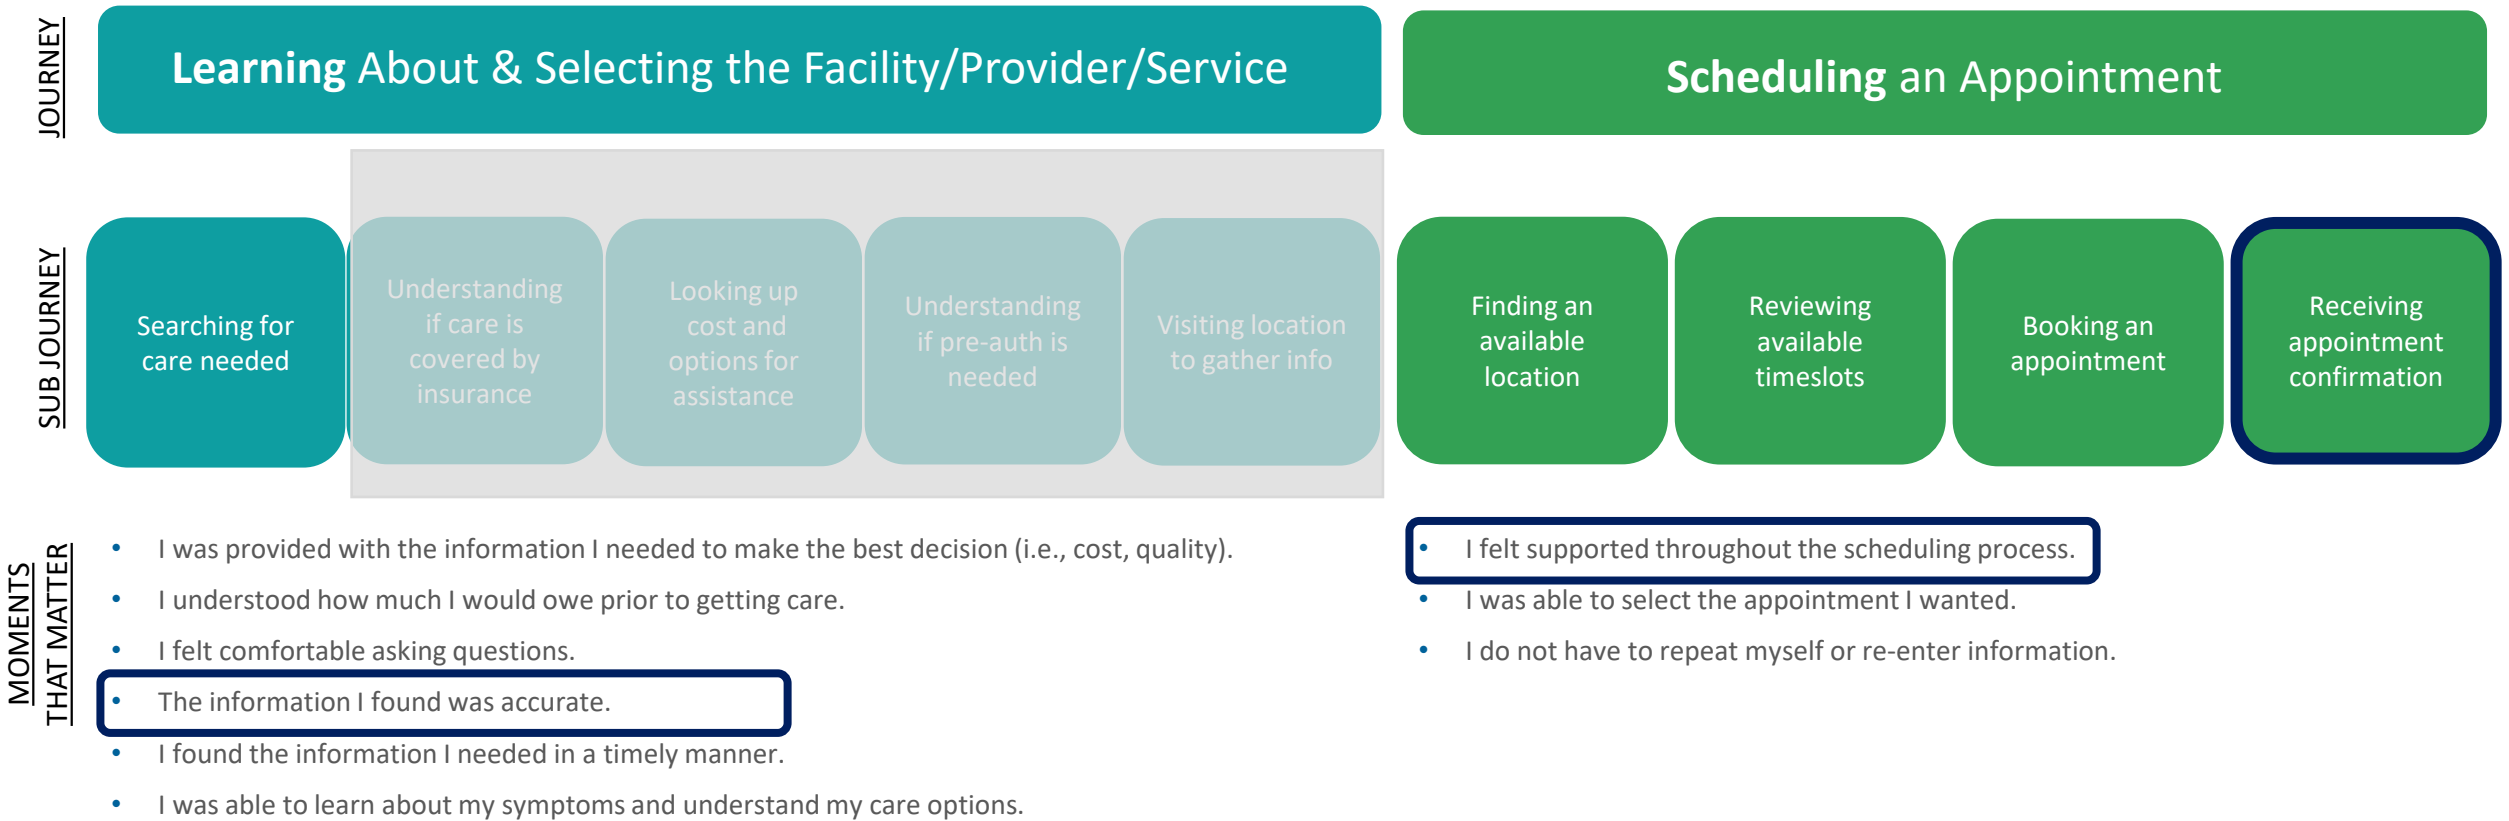 JOURNEY
Learning About & Selecting the Facility/Provider/Service
Scheduling an Appointment
SUB JOURNEY
Searching for
care needed
Understanding
if care is
covered by
insurance
Looking up
cost and
options for
assistance
Understanding
if pre-auth is
needed
Visiting location
to gather info
Finding an
available
location
Reviewing
available
timeslots
Booking an
appointment
Receiving
appointment
confirmation
MOMENTS
THAT MATTER
• I was provided with the information I needed to make the best decision (i.e., cost, quality).
• I understood how much I would owe prior to getting care.
• I felt comfortable asking questions.
• The information I found was accurate.
• I found the information I needed in a timely manner.
• I was able to learn about my symptoms and understand my care options.
• I felt supported throughout the scheduling process.
• I was able to select the appointment I wanted.
• I do not have to repeat myself or re-enter information.